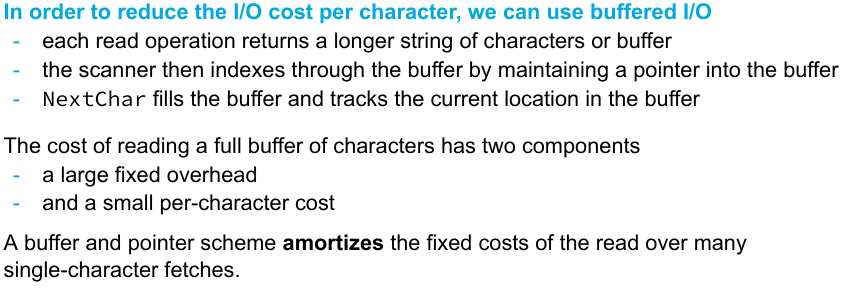 In order to reduce the I/O cost per character, we can use buffered I/O
- each read operation returns a longer string of characters or buffer
- the scanner then indexes through the buffer by maintaining a pointer into the buffer
- NextChar fills the buffer and tracks the current location in the buffer
The cost of reading a full buffer of characters has two components
- a large fixed overhead
- and a small per-character cost
A buffer and pointer scheme amortizes the fixed costs of the read over many
single-character fetches.